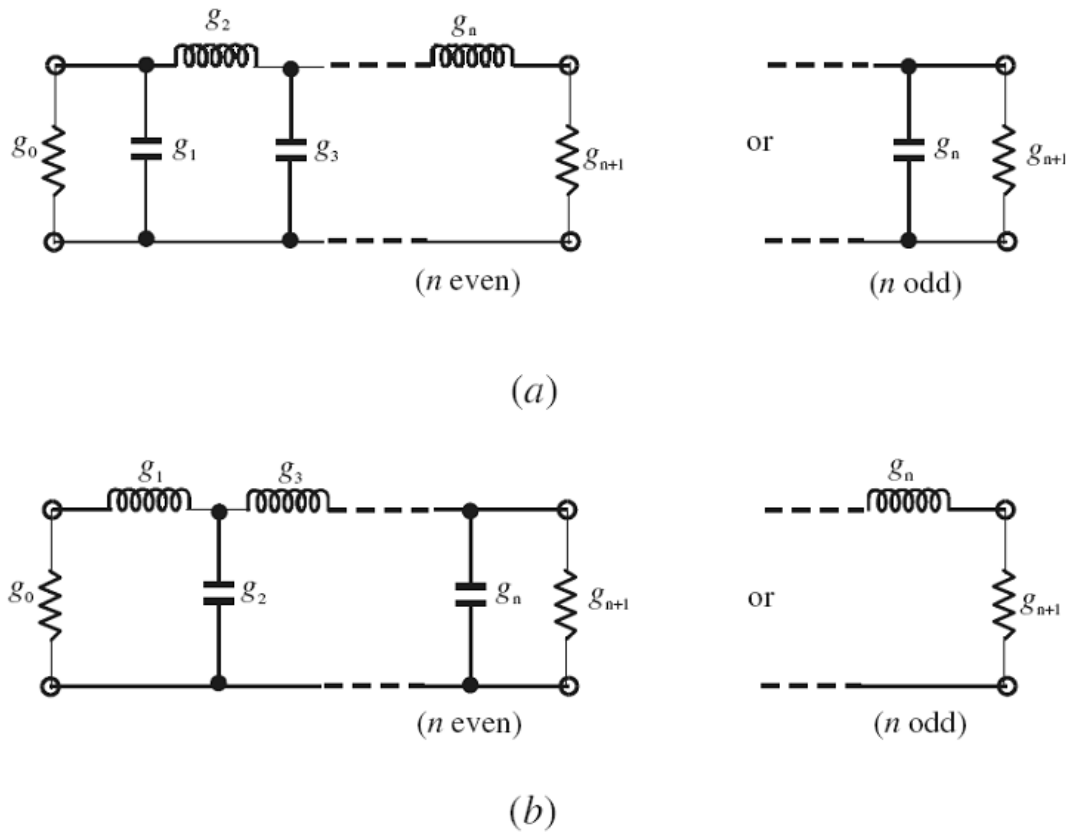 g₂ gₙ
g₀ g₁ g₃ gₙ₊₁ or gₙ gₙ₊₁
(n even) (n odd)
(a)
g₁ g₃ gₙ
g₀ g₂ gₙ gₙ₊₁ or gₙ₊₁
(n even) (n odd)
(b)